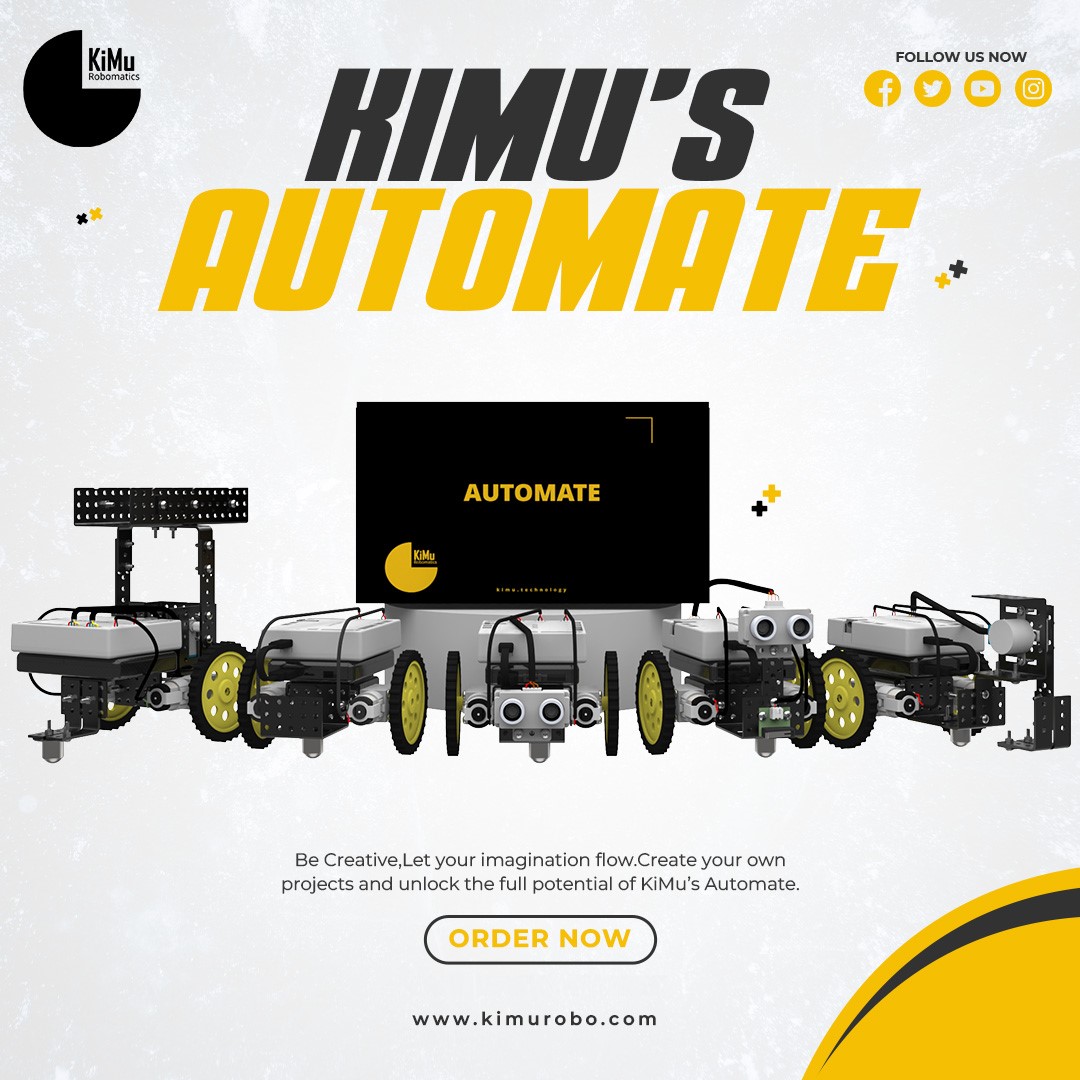 KiMu
Robomatics
FOLLOW US NOW
KIMU'S
AUTOMATE
AUTOMATE
KiMu
Robomatics
kimu.technology
Be Creative,Let your imagination flow.Create your own
projects and unlock the full potential of KiMu's Automate.
ORDER NOW
www.kimurobo.com